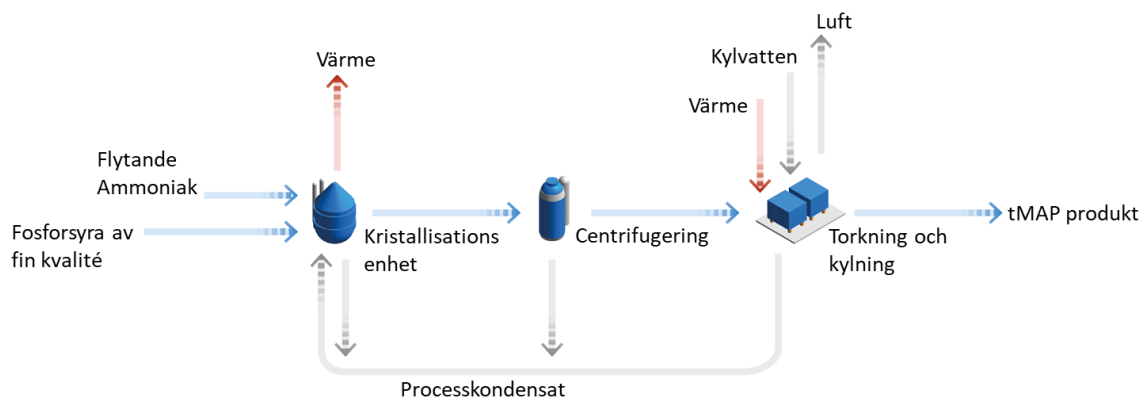 Luft
Värme
Kylvatten
Värme
Flytande
Ammoniak
Fosforsyra av
fin kvalité
Kristallisations
enhet
Centrifugering
Torkning och
kylning
tMAP produkt
Processkondensat